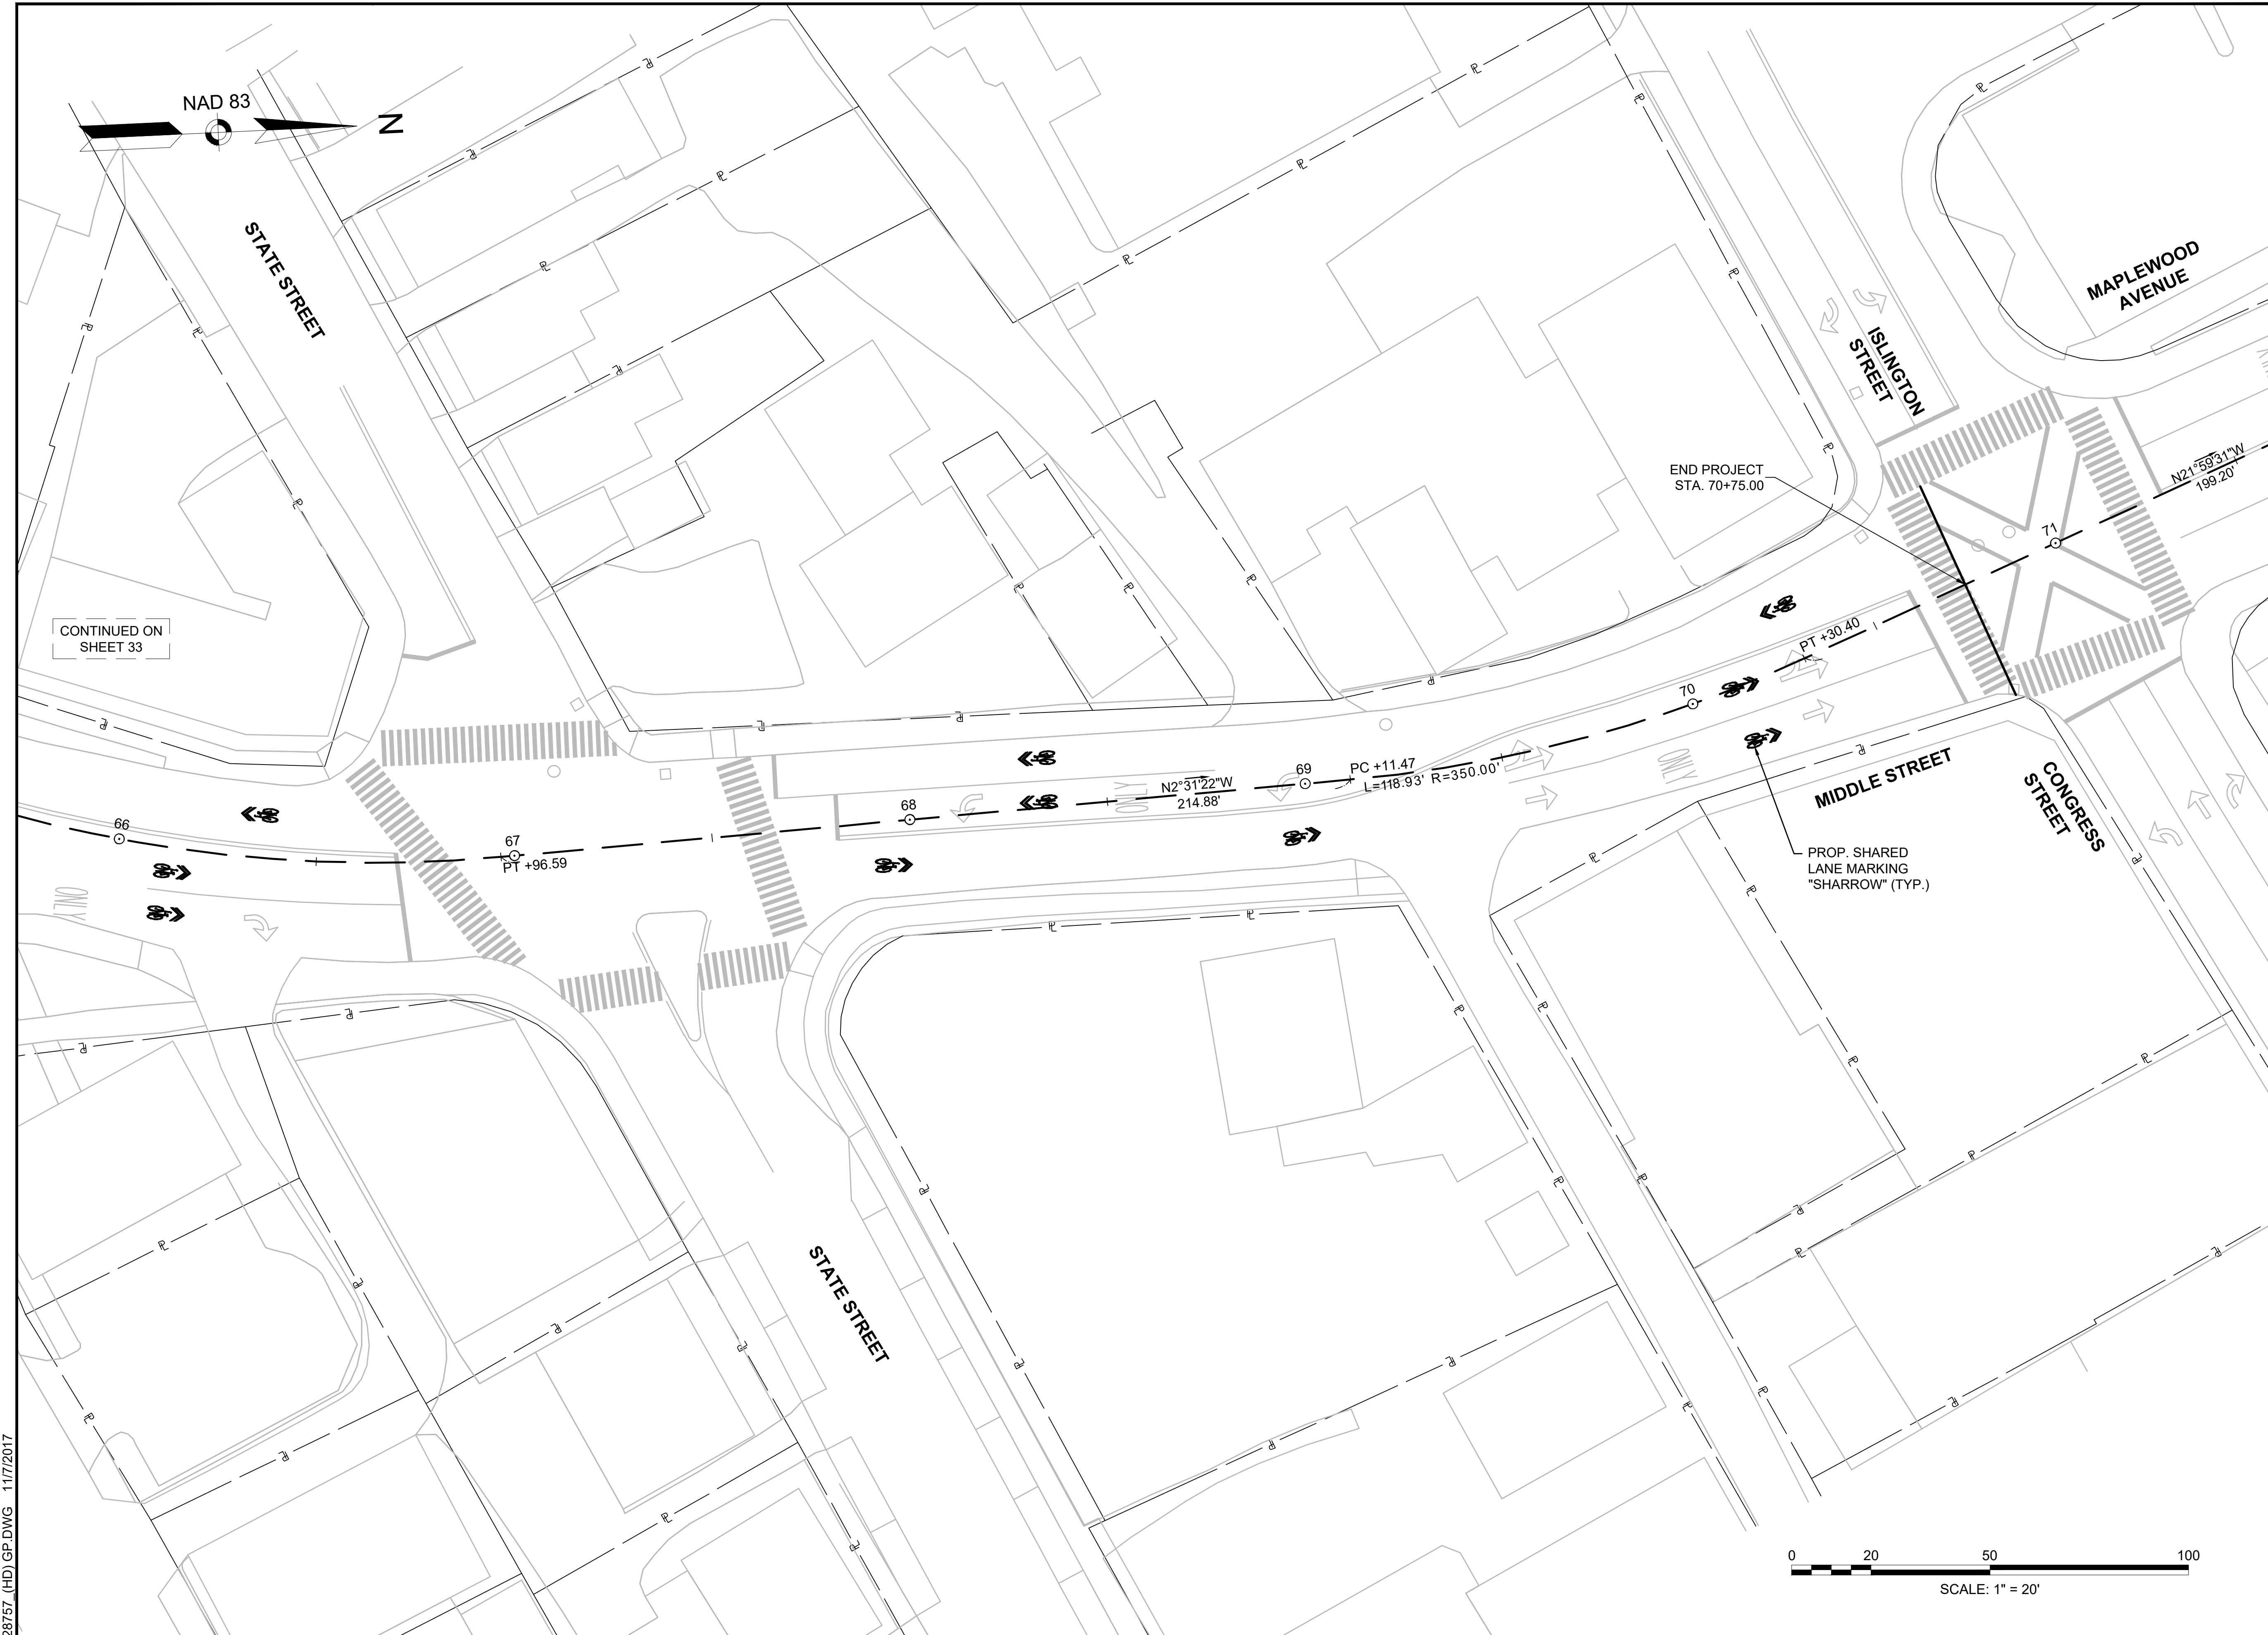 NAD 83
N
STATE STREET
MAPLEWOOD
AVENUE
ISLINGTON
STREET
END PROJECT
STA. 70+75.00
N21°59'31"W
199.20'
71
CONTINUED ON
SHEET 33
PT +30.40
70
69
PC +11.47
L=118.93' R=350.00'
N2°31'22"W
214.88'
ONLY
68
67
PT +96.59
66
ONLY
ONLY
MIDDLE STREET
CONGRESS
STREET
PROP. SHARED
LANE MARKING
"SHARROW" (TYP.)
STATE STREET
0 20 50 100
SCALE: 1" = 20'
28757_(HD) GP.DWG 11/7/2017